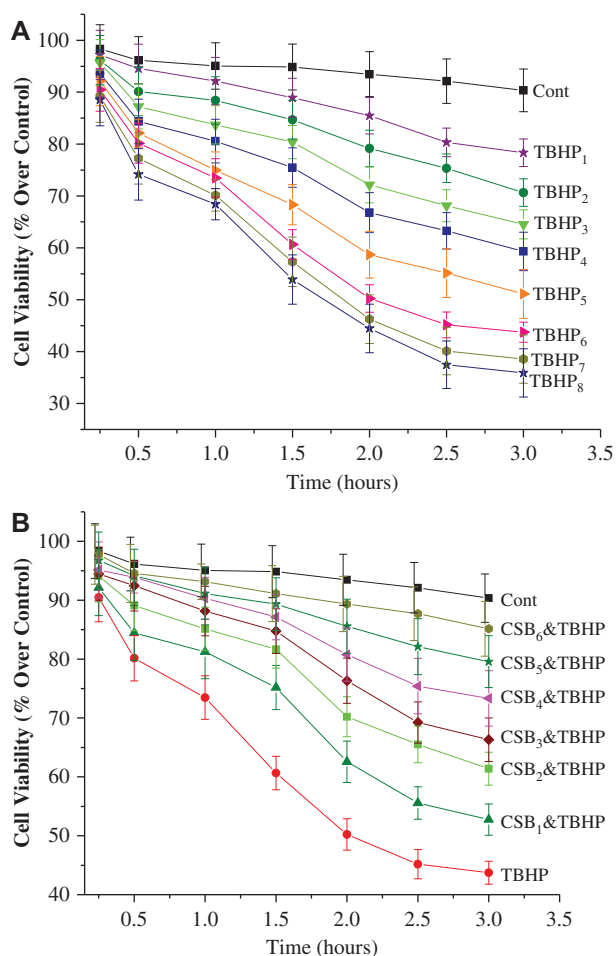 A
Cell Viability (% Over Control)
100
90
80
70
60
50
40
30
Cont
TBHP₁
TBHP₂
TBHP₃
TBHP₄
TBHP₅
TBHP₆
TBHP₇
TBHP₈
0.5 1.0 1.5 2.0 2.5 3.0 3.5
Time (hours)
B
Cell Viability (% Over Control)
100
90
80
70
60
50
40
Cont
CSB₆&TBHP
CSB₅&TBHP
CSB₄&TBHP
CSB₃&TBHP
CSB₂&TBHP
CSB₁&TBHP
TBHP
0.5 1.0 1.5 2.0 2.5 3.0 3.5
Time (hours)